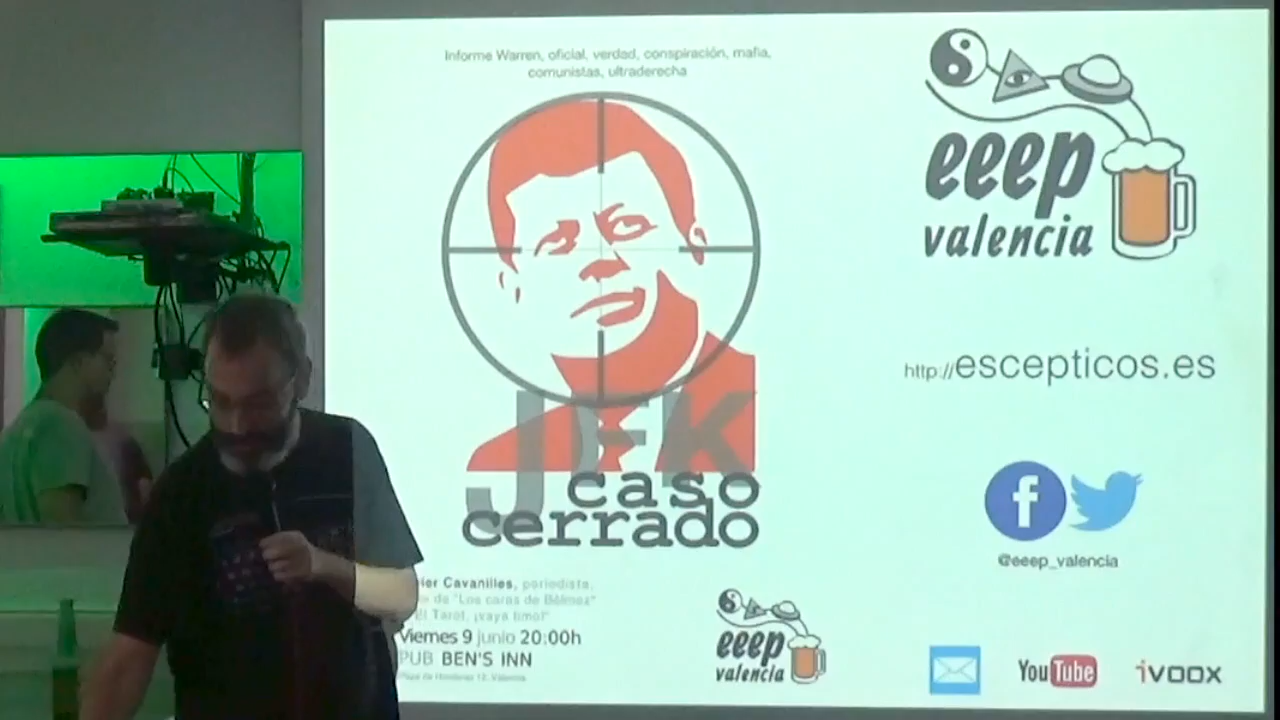 Informe Warren, oficial, verdad, conspiración, mafia,
comunistas, ultraderecha
JFK
caso
cerrado
ier Cavanilles, periodista,
de "Los caras de Bélmez"
El Tarot, ¡vaya timo!"
Viernes 9 junio 20:00h
PUB BEN'S INN
eeep
valencia
eeep
valencia
http://escepticos.es
f
@eeep_valencia
YouTube
ivoox